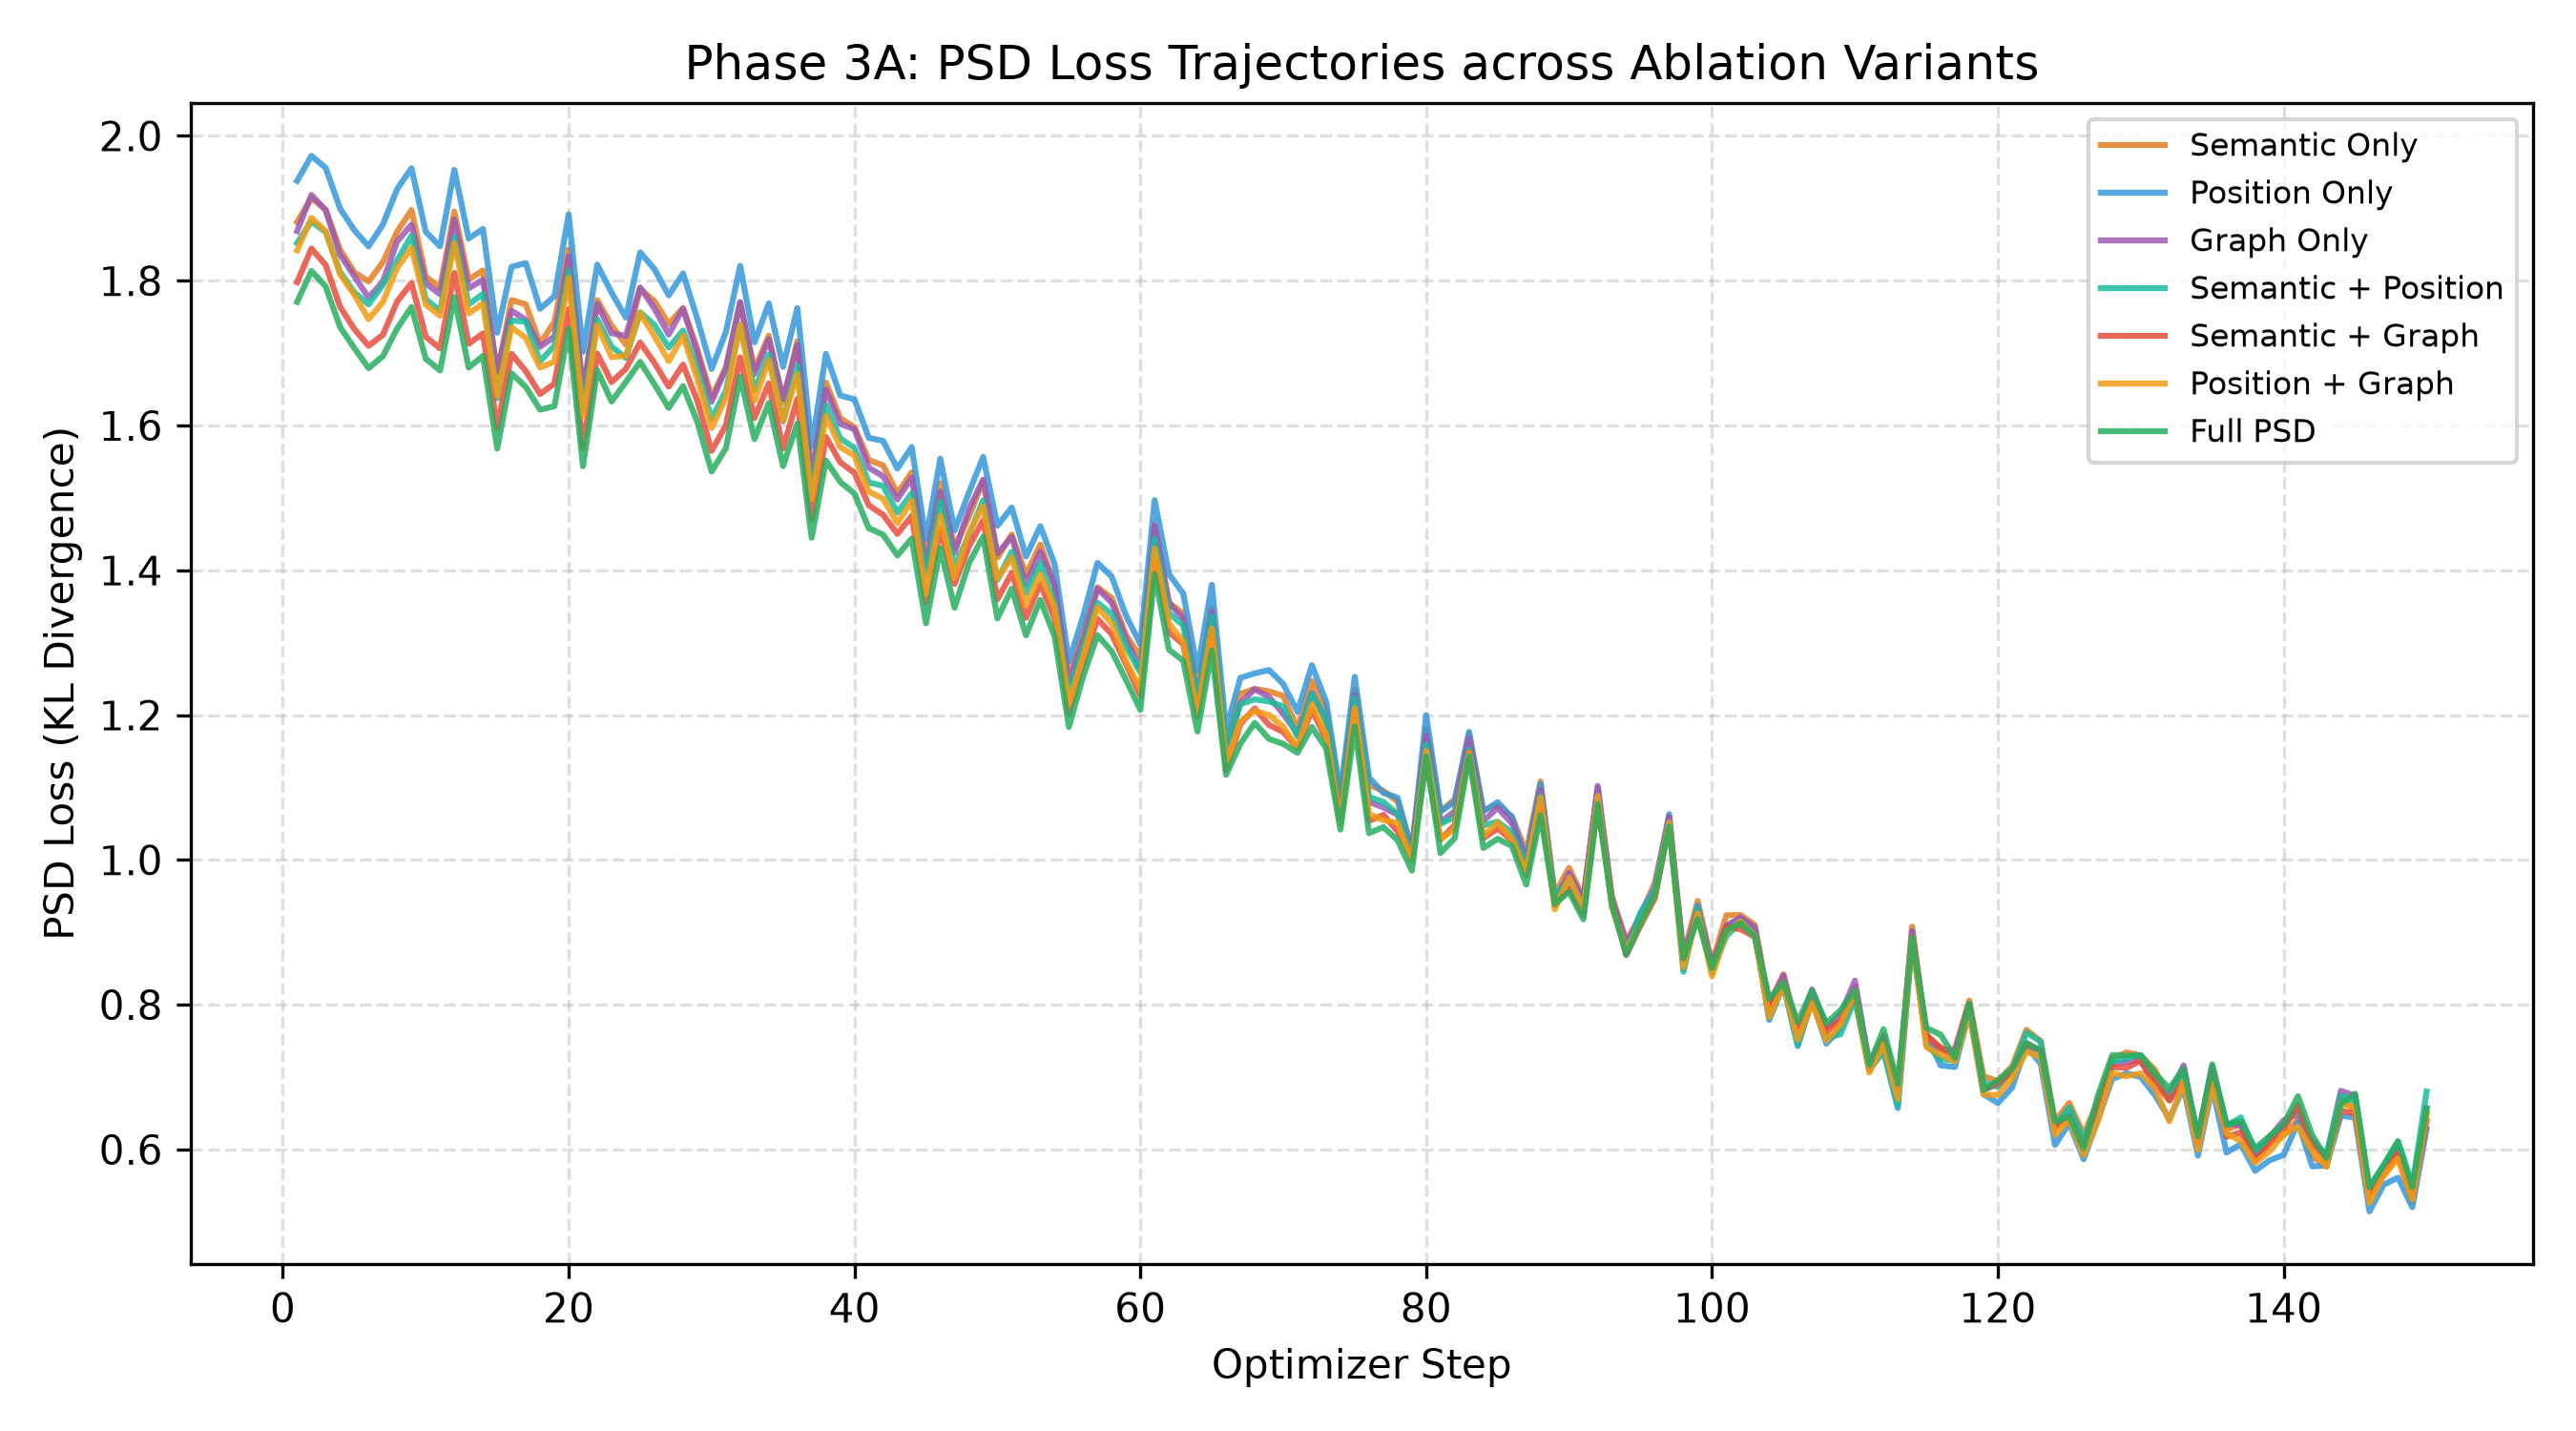 Phase 3A: PSD Loss Trajectories across Ablation Variants
PSD Loss (KL Divergence)
2.0
1.8
1.6
1.4
1.2
1.0
0.8
0.6
Semantic Only
Position Only
Graph Only
Semantic + Position
Semantic + Graph
Position + Graph
Full PSD
0 20 40 60 80 100 120 140
Optimizer Step